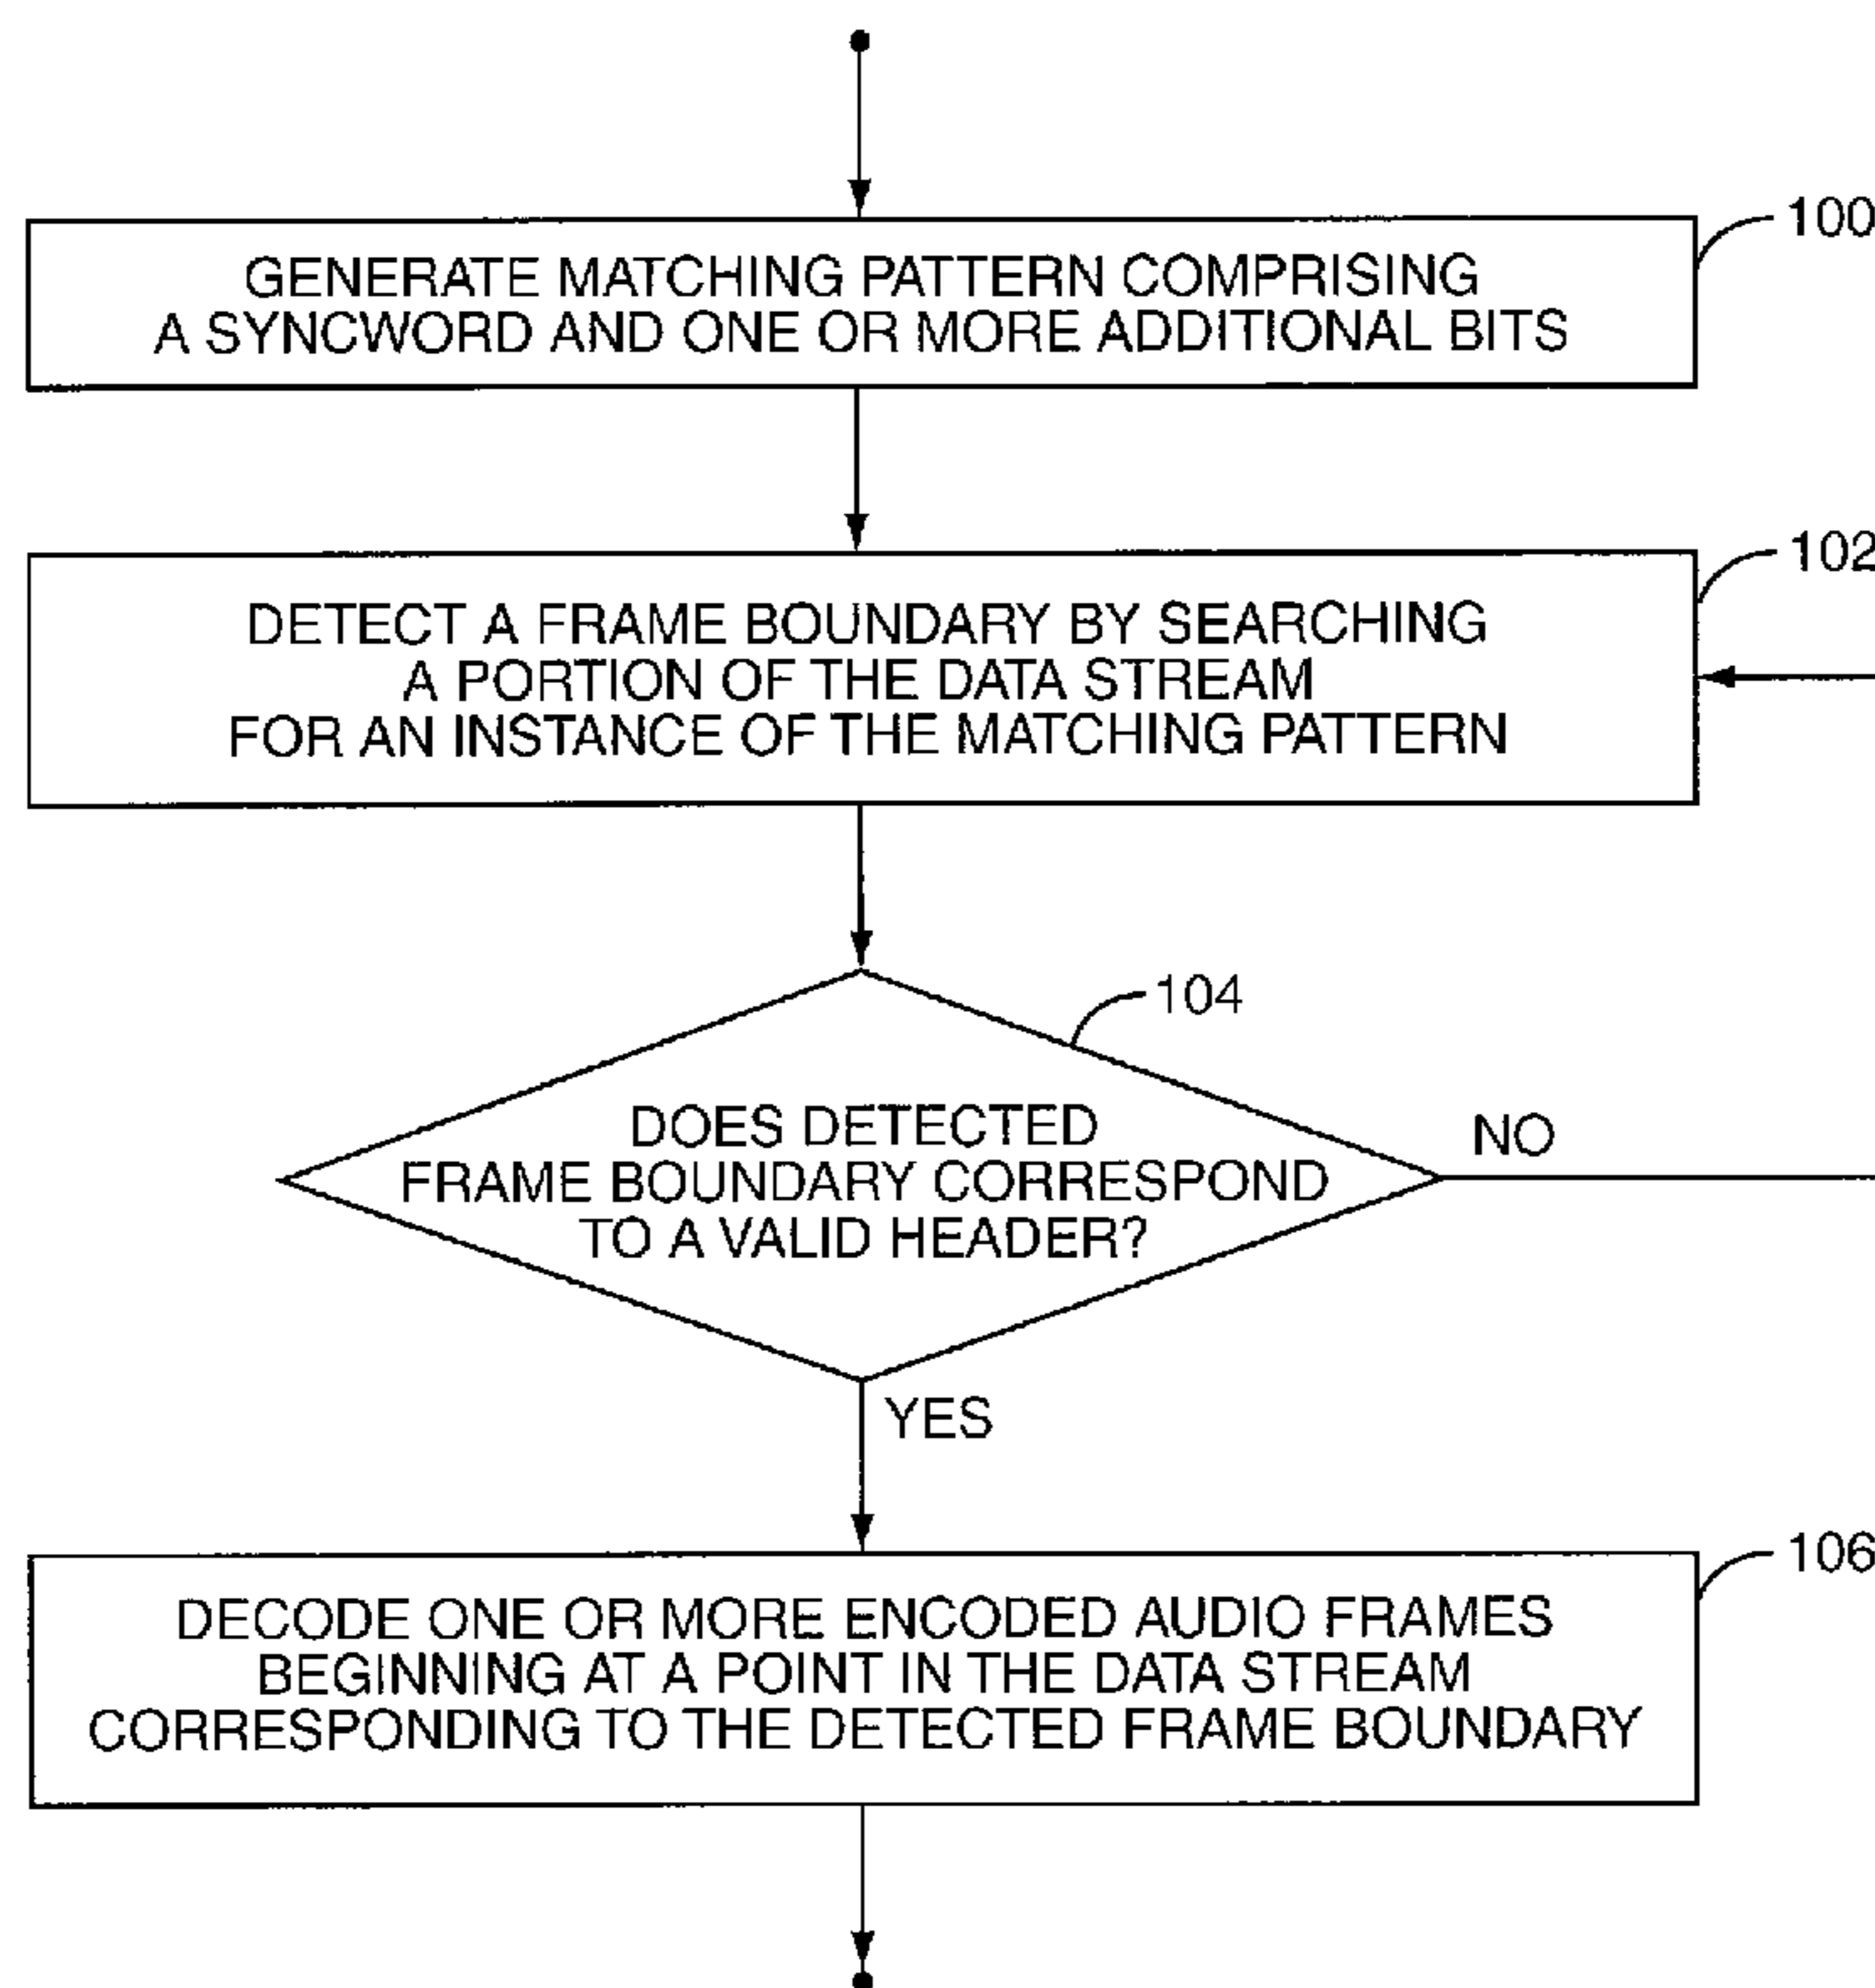 100
GENERATE MATCHING PATTERN COMPRISING
A SYNCWORD AND ONE OR MORE ADDITIONAL BITS
102
DETECT A FRAME BOUNDARY BY SEARCHING
A PORTION OF THE DATA STREAM
FOR AN INSTANCE OF THE MATCHING PATTERN
104
DOES DETECTED
FRAME BOUNDARY CORRESPOND
TO A VALID HEADER?
NO
YES
106
DECODE ONE OR MORE ENCODED AUDIO FRAMES
BEGINNING AT A POINT IN THE DATA STREAM
CORRESPONDING TO THE DETECTED FRAME BOUNDARY